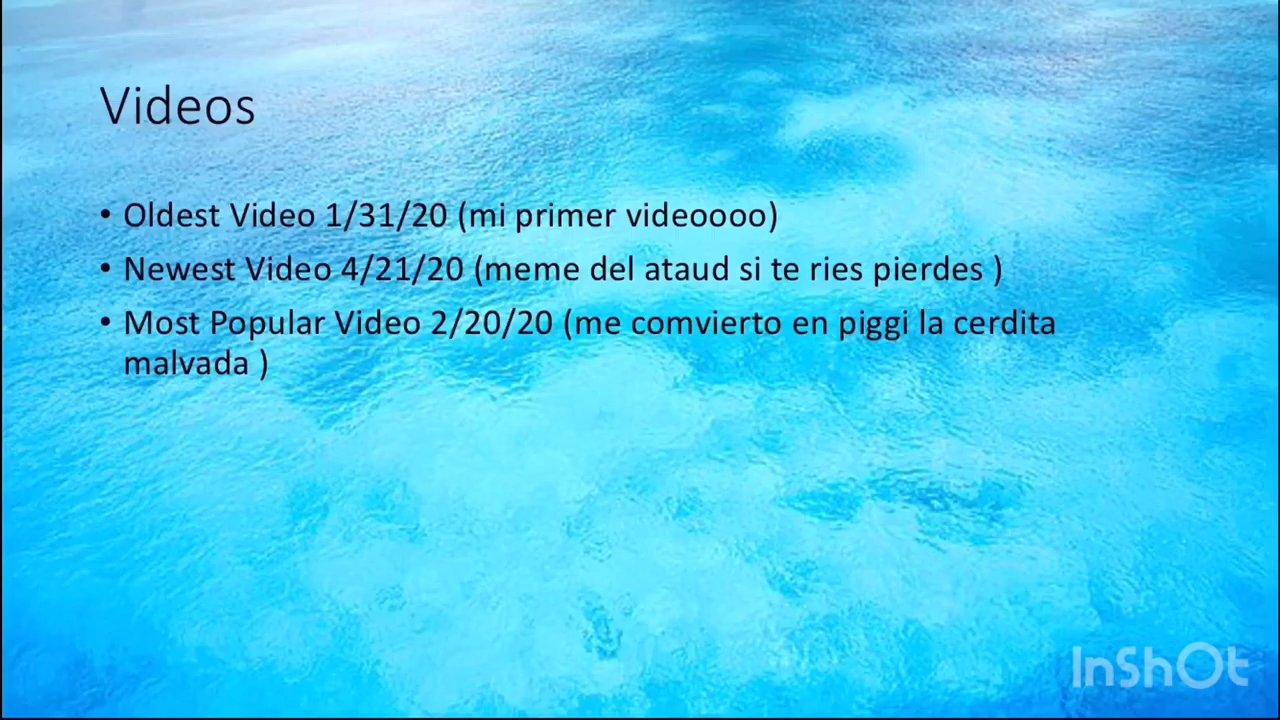 Videos
• Oldest Video 1/31/20 (mi primer videoooo)
• Newest Video 4/21/20 (meme del ataud si te ries pierdes )
• Most Popular Video 2/20/20 (me comvierto en piggi la cerdita
malvada )
InShOt